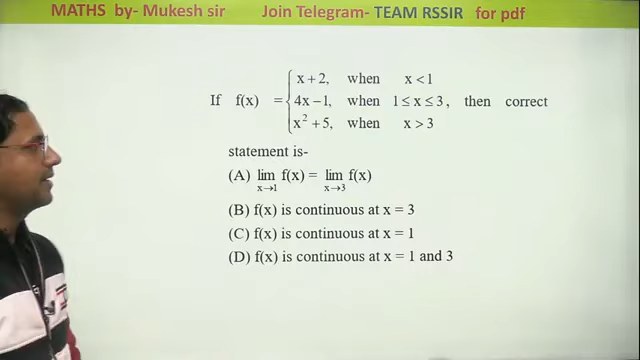 MATHS by- Mukesh sir Join Telegram- TEAM RSSIR for pdf
If f(x) = { x + 2, when x < 1
4x − 1, when 1 ≤ x ≤ 3, then correct
x² + 5, when x > 3
statement is-
(A) lim x→1 f(x) = lim x→3 f(x)
(B) f(x) is continuous at x = 3
(C) f(x) is continuous at x = 1
(D) f(x) is continuous at x = 1 and 3